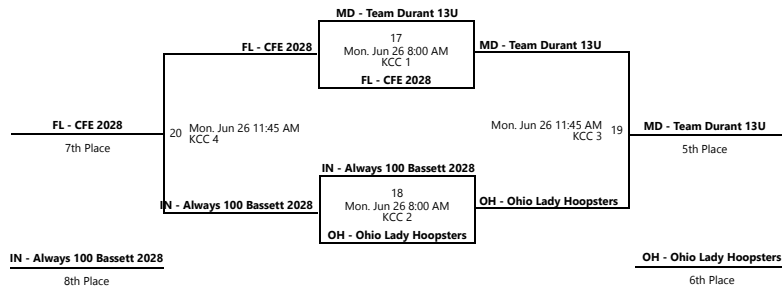 MD - Team Durant 13U
17
Mon. Jun 26 8:00 AM
KCC 1
FL - CFE 2028
FL - CFE 2028
MD - Team Durant 13U
FL - CFE 2028
7th Place
20
Mon. Jun 26 11:45 AM
KCC 4
Mon. Jun 26 11:45 AM
KCC 3
19
MD - Team Durant 13U
5th Place
IN - Always 100 Bassett 2028
18
Mon. Jun 26 8:00 AM
KCC 2
OH - Ohio Lady Hoopsters
IN - Always 100 Bassett 2028
OH - Ohio Lady Hoopsters
IN - Always 100 Bassett 2028
8th Place
OH - Ohio Lady Hoopsters
6th Place